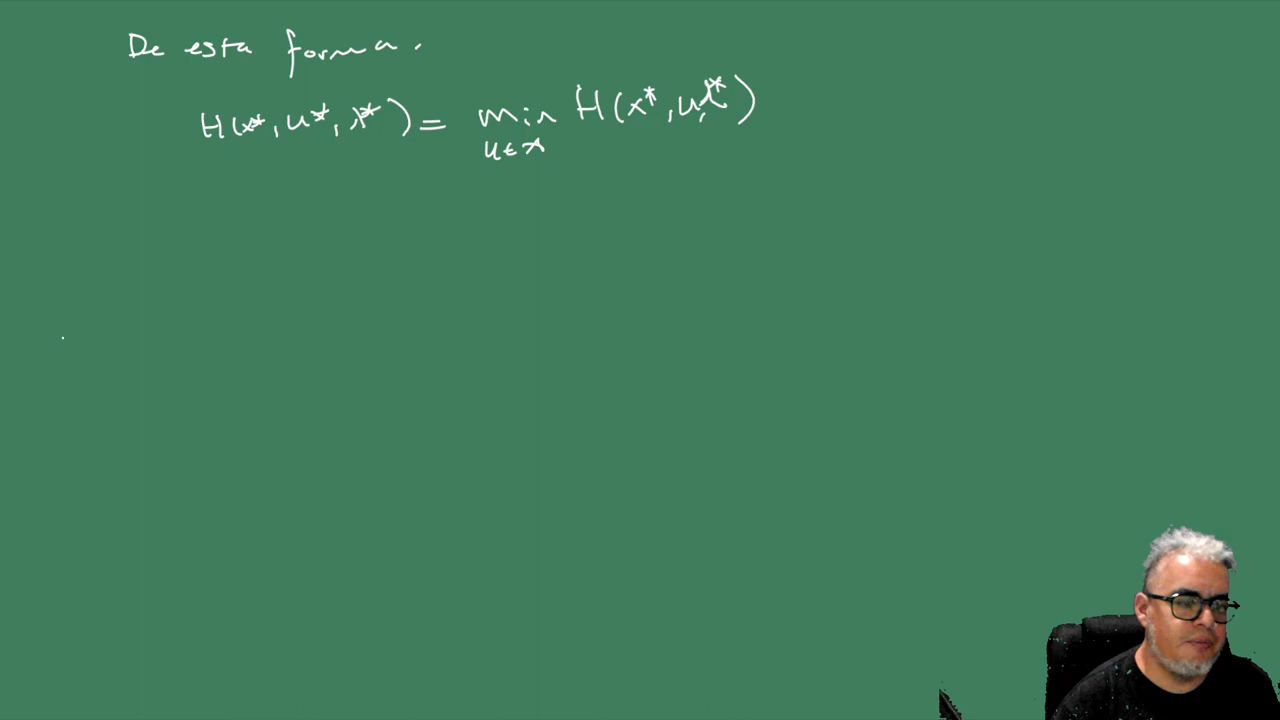 De esta forma.
H(x*, u*, λ*) = min H(x*, u, λ*)
u ∈